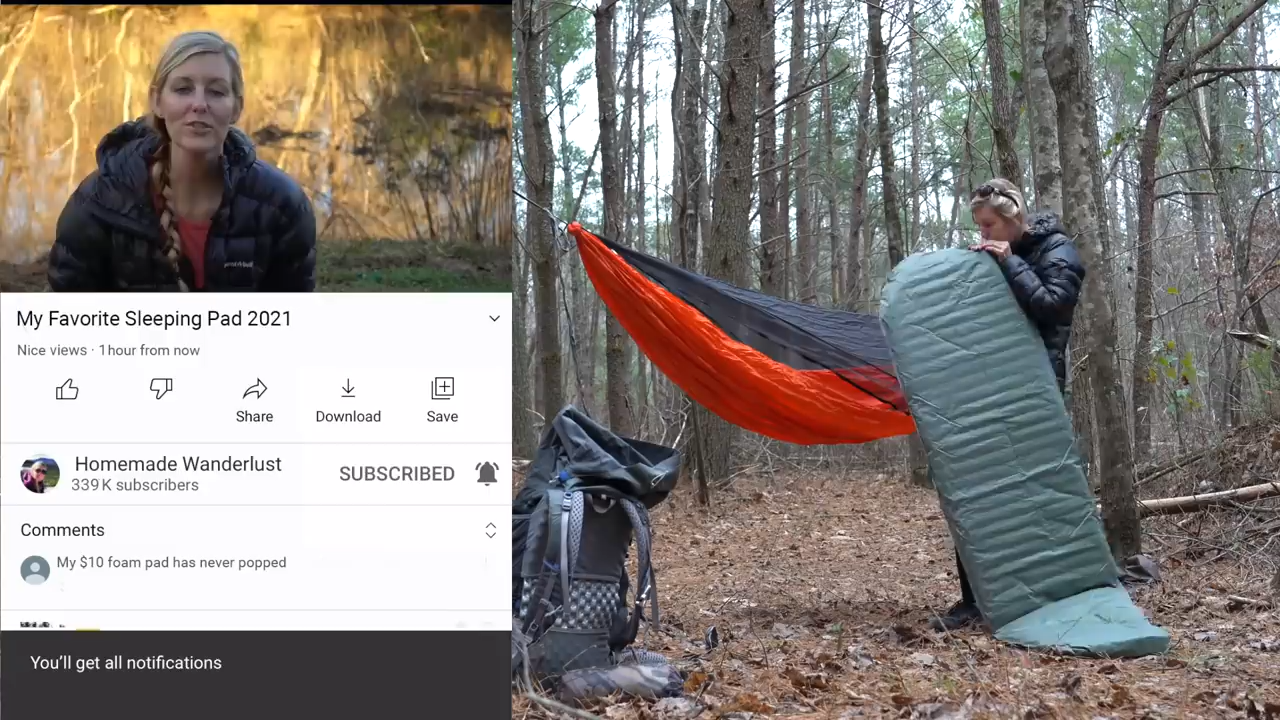 My Favorite Sleeping Pad 2021
Nice views · 1 hour from now
Share
Download
Save
Homemade Wanderlust
339K subscribers
SUBSCRIBED
Comments
My $10 foam pad has never popped
You'll get all notifications